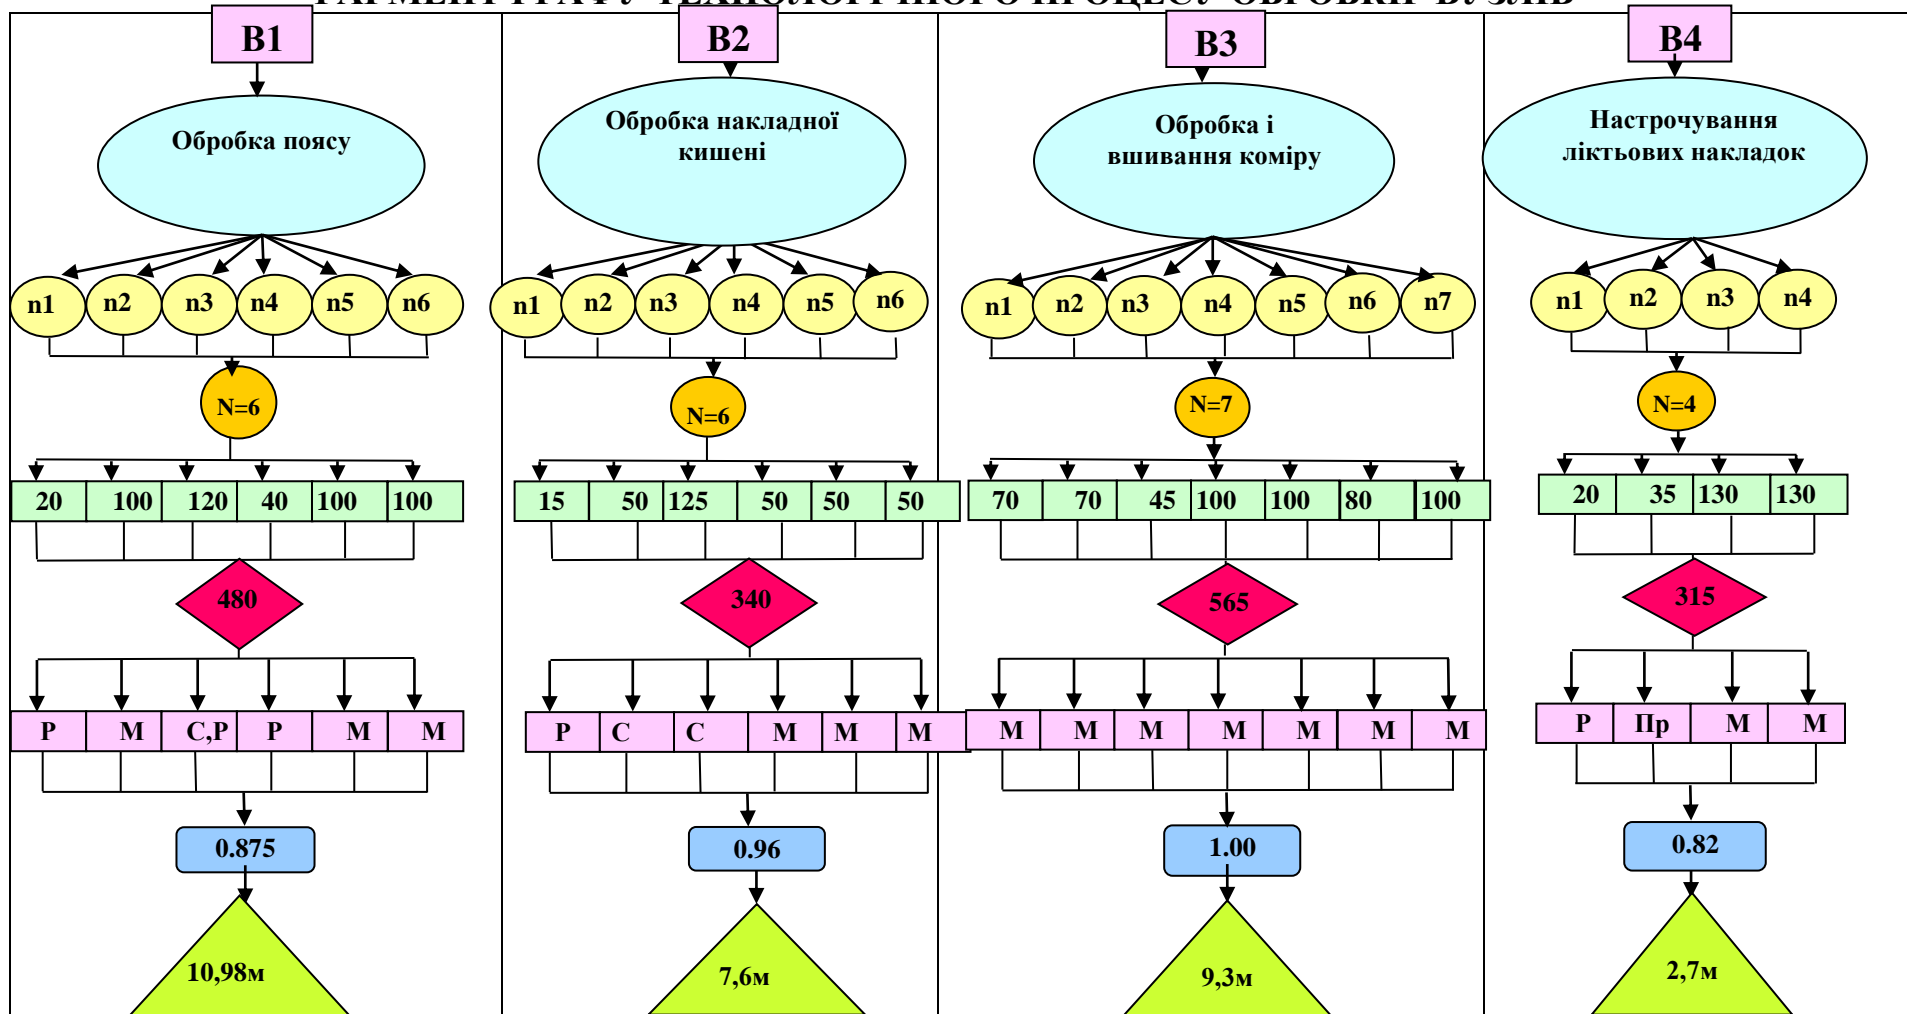 В1
Обробка поясу
n1 n2 n3 n4 n5 n6
N=6
20 100 120 40 100 100
480
Р М С,Р Р М М
0.875
10,98м
В2
Обробка накладної
кишені
n1 n2 n3 n4 n5 n6
N=6
15 50 125 50 50 50
340
Р С С М М М
0.96
7,6м
В3
Обробка і
вшивання коміру
n1 n2 n3 n4 n5 n6 n7
N=7
70 70 45 100 100 80 100
565
М М М М М М М
1.00
9,3м
В4
Настрочування
ліктьових накладок
n1 n2 n3 n4
N=4
20 35 130 130
315
Р Пр М М
0.82
2,7м